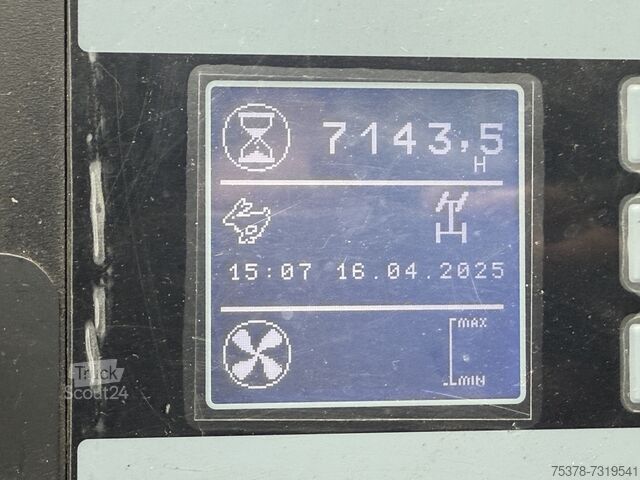 7143,5
H
15:07 16.04.2025
MAX
MIN
Truck
Scout24
75378-7319541